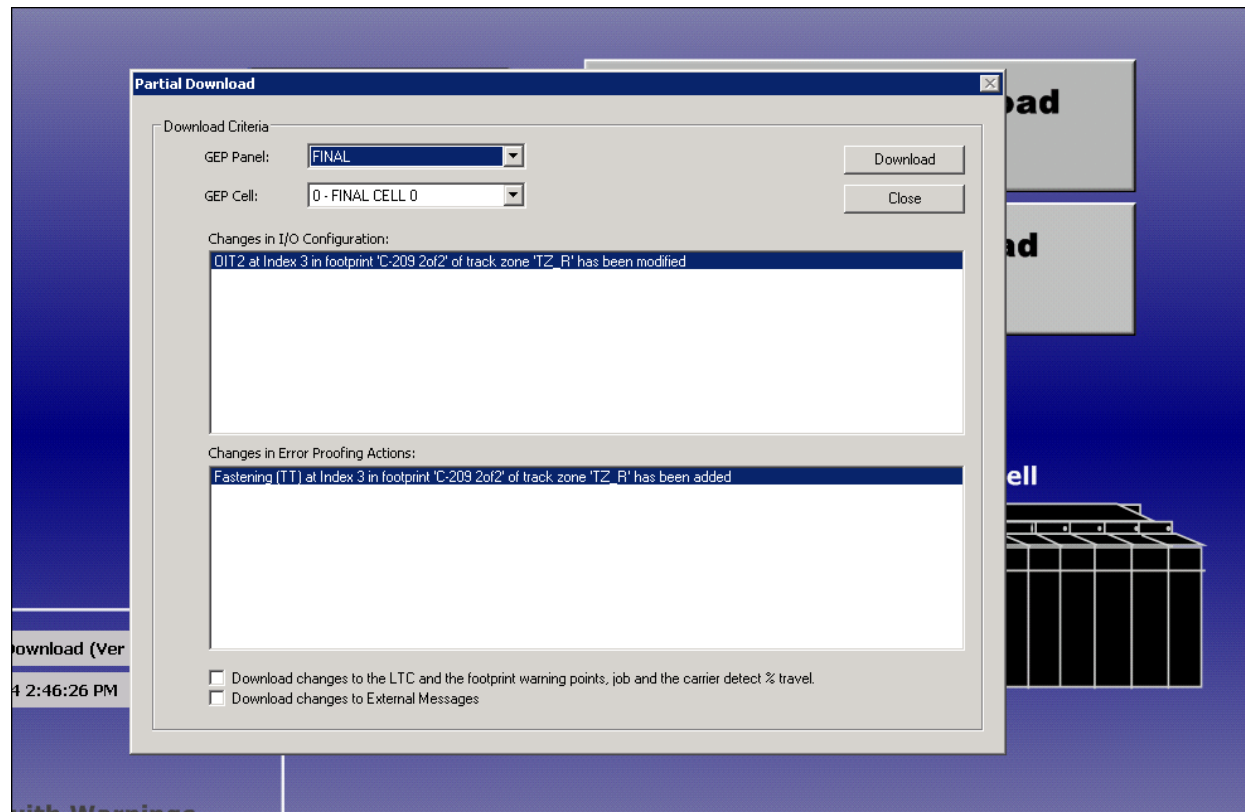 Partial Download
Download Criteria
GEP Panel:
FINAL
Download
GEP Cell:
0 - FINAL CELL 0
Close
Changes in I/O Configuration:
OIT2 at Index 3 in footprint 'C-209 2of2' of track zone 'TZ_R' has been modified
Changes in Error Proofing Actions:
Fastening (TT) at Index 3 in footprint 'C-209 2of2' of track zone 'TZ_R' has been added
Download changes to the LTC and the footprint warning points, job and the carrier detect % travel.
Download changes to External Messages
oad
ad
ell
ownload (Ver
4 2:46:26 PM
with Warnings